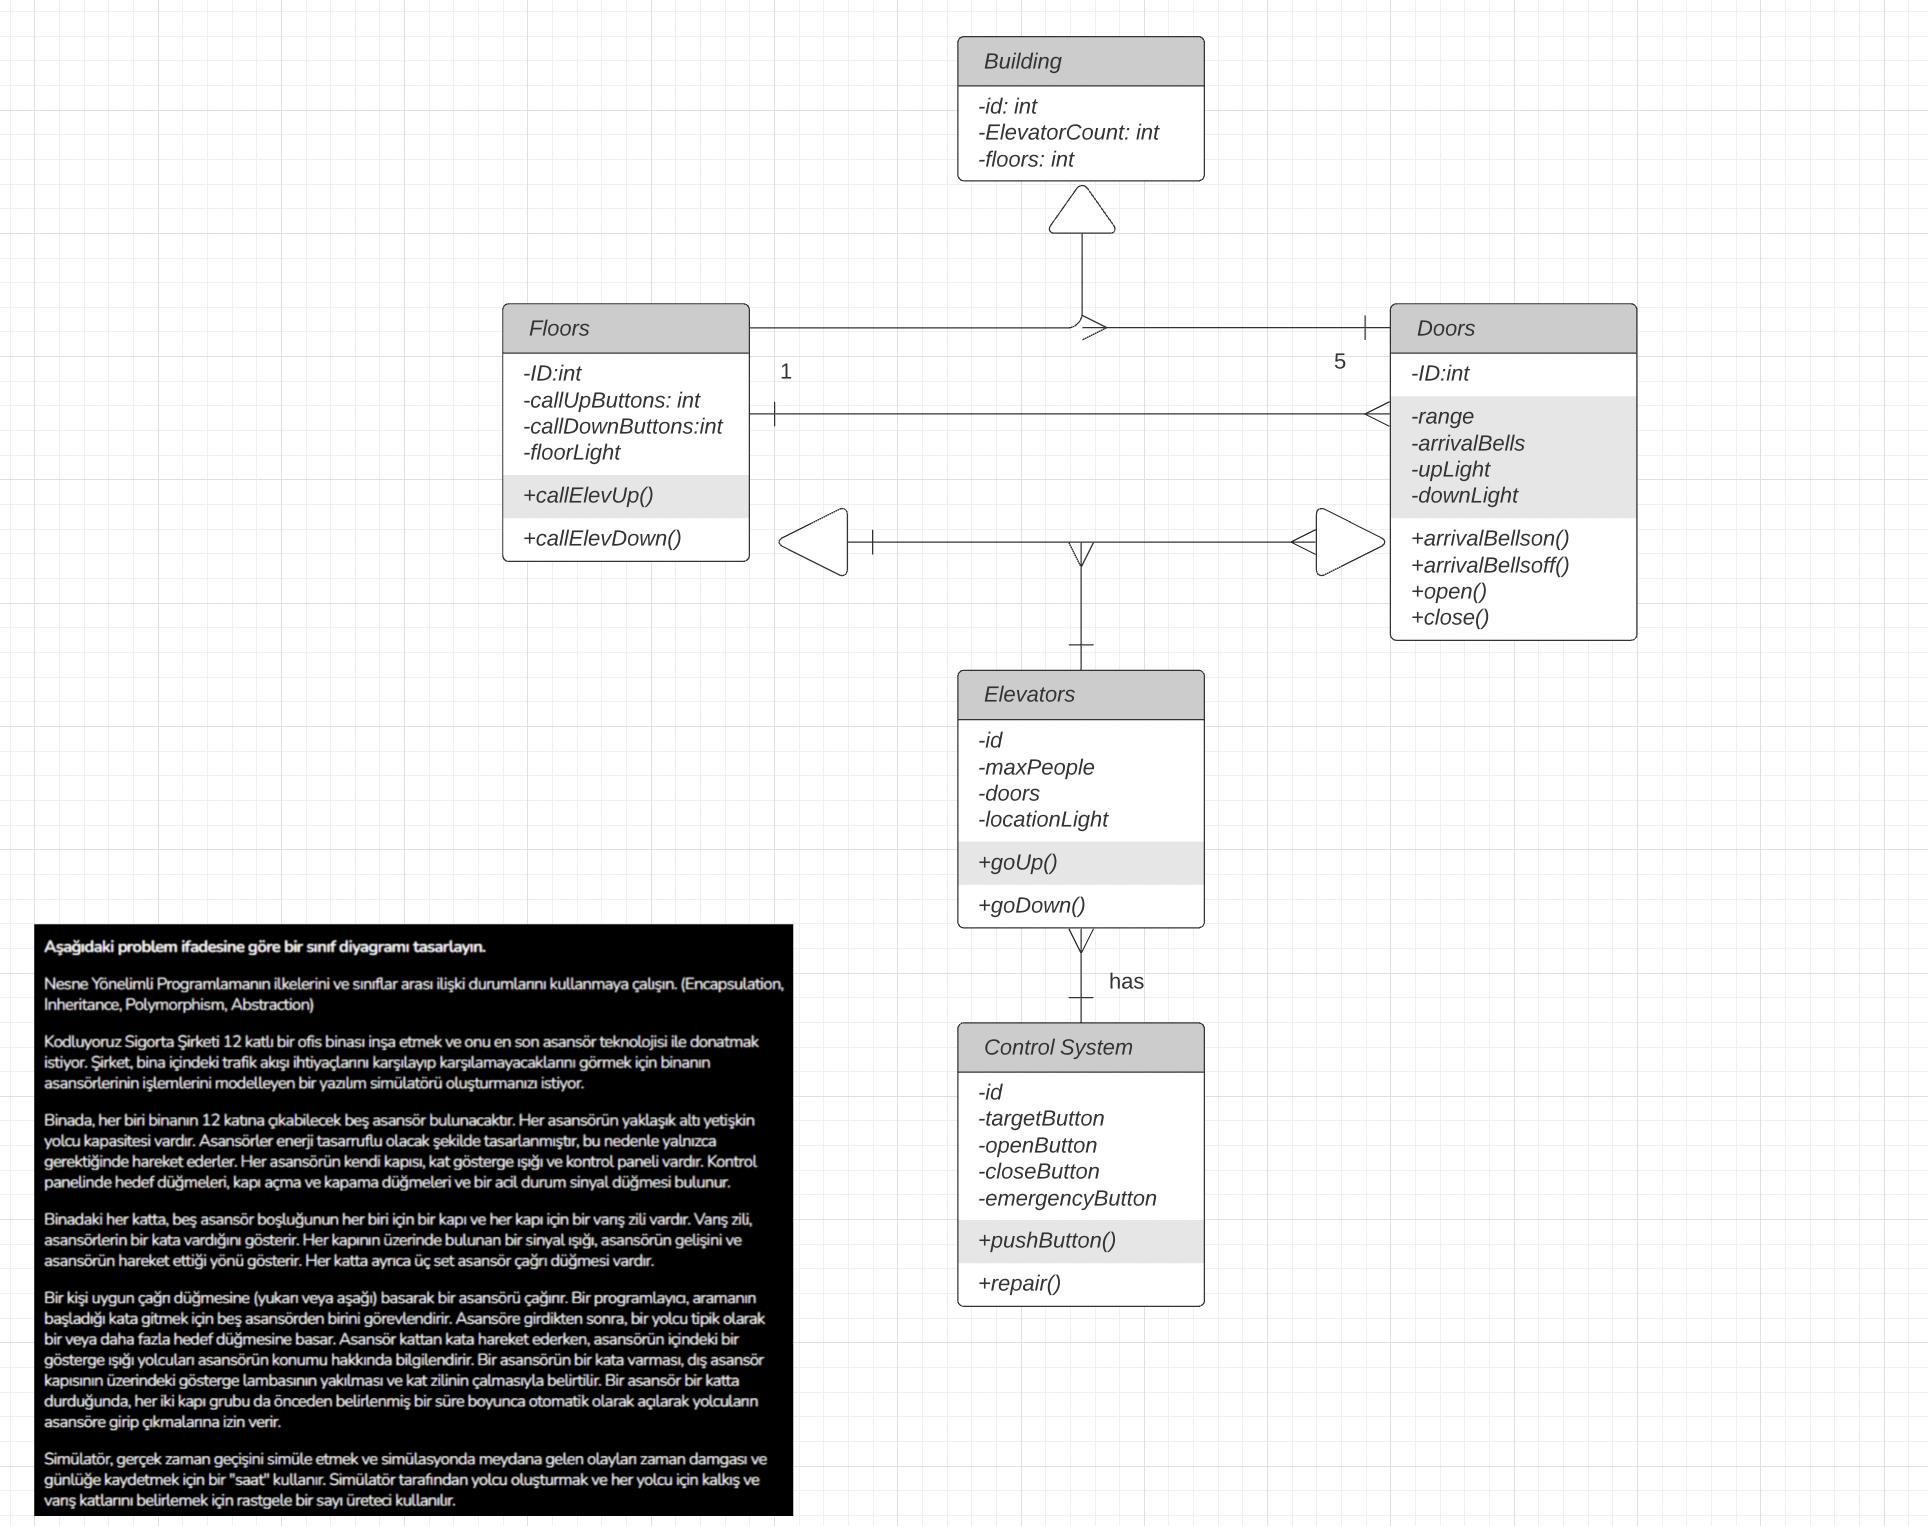 Building
-id: int
-ElevatorCount: int
-floors: int
Floors
-ID:int
-callUpButtons: int
-callDownButtons:int
-floorLight
+callElevUp()
+callElevDown()
1
5
Doors
-ID:int
-range
-arrivalBells
-upLight
-downLight
+arrivalBellson()
+arrivalBellsoff()
+open()
+close()
Elevators
-id
-maxPeople
-doors
-locationLight
+goUp()
+goDown()
has
Control System
-id
-targetButton
-openButton
-closeButton
-emergencyButton
+pushButton()
+repair()
Aşağıdaki problem ifadesine göre bir sınıf diyagramı tasarlayın.
Nesne Yönelimli Programlamanın ilkelerini ve sınıflar arası ilişki durumlarını kullanmaya çalışın. (Encapsulation,
Inheritance, Polymorphism, Abstraction)
Kodluyoruz Sigorta Şirketi 12 katlı bir ofis binası inşa etmek ve onu en son asansör teknolojisi ile donatmak
istiyor. Şirket, bina içindeki trafik akışı ihtiyaçlarını karşılayıp karşılamayacaklarını görmek için binanın
asansörlerinin işlemlerini modelleyen bir yazılım simülatörü oluşturmanızı istiyor.
Binada, her biri binanın 12 katına çıkabilecek beş asansör bulunacaktır. Her asansörün yaklaşık altı yetişkin
yolcu kapasitesi vardır. Asansörler enerji tasarruflu olacak şekilde tasarlanmıştır, bu nedenle yalnızca
gerektiğinde hareket ederler. Her asansörün kendi kapısı, kat gösterge ışığı ve kontrol paneli vardır. Kontrol
panelinde hedef düğmeleri, kapı açma ve kapama düğmeleri ve bir acil durum sinyal düğmesi bulunur.
Binadaki her katta, beş asansör boşluğunun her biri için bir kapı ve her kapı için bir varış zili vardır. Varış zili,
asansörlerin bir kata vardığını gösterir. Her kapının üzerinde bulunan bir sinyal ışığı, asansörün gelişini ve
asansörün hareket ettiği yönü gösterir. Her katta ayrıca üç set asansör çağrı düğmesi vardır.
Bir kişi uygun çağrı düğmesine (yukarı veya aşağı) basarak bir asansörü çağırır. Bir programlayıcı, aramanın
başladığı kata gitmek için beş asansörden birini görevlendirir. Asansöre girdikten sonra, bir yolcu tipik olarak
bir veya daha fazla hedef düğmesine basar. Asansör kattan kata hareket ederken, asansörün içindeki bir
gösterge ışığı yolcuları asansörün konumu hakkında bilgilendirir. Bir asansörün bir kata varması, dış asansör
kapısının üzerindeki gösterge lambasının yakılması ve kat zilinin çalmasıyla belirtilir. Bir asansör bir katta
durduğunda, her iki kapı grubu da önceden belirlenmiş bir süre boyunca otomatik olarak açılarak yolcuların
asansöre girip çıkmalarına izin verir.
Simülatör, gerçek zaman geçişini simüle etmek ve simülasyonda meydana gelen olayları zaman damgası ve
günlüğe kaydetmek için bir "saat" kullanır. Simülatör tarafından yolcu oluşturmak ve her yolcu için kalkış ve
varış katlarını belirlemek için rastgele bir sayı üreteci kullanılır.